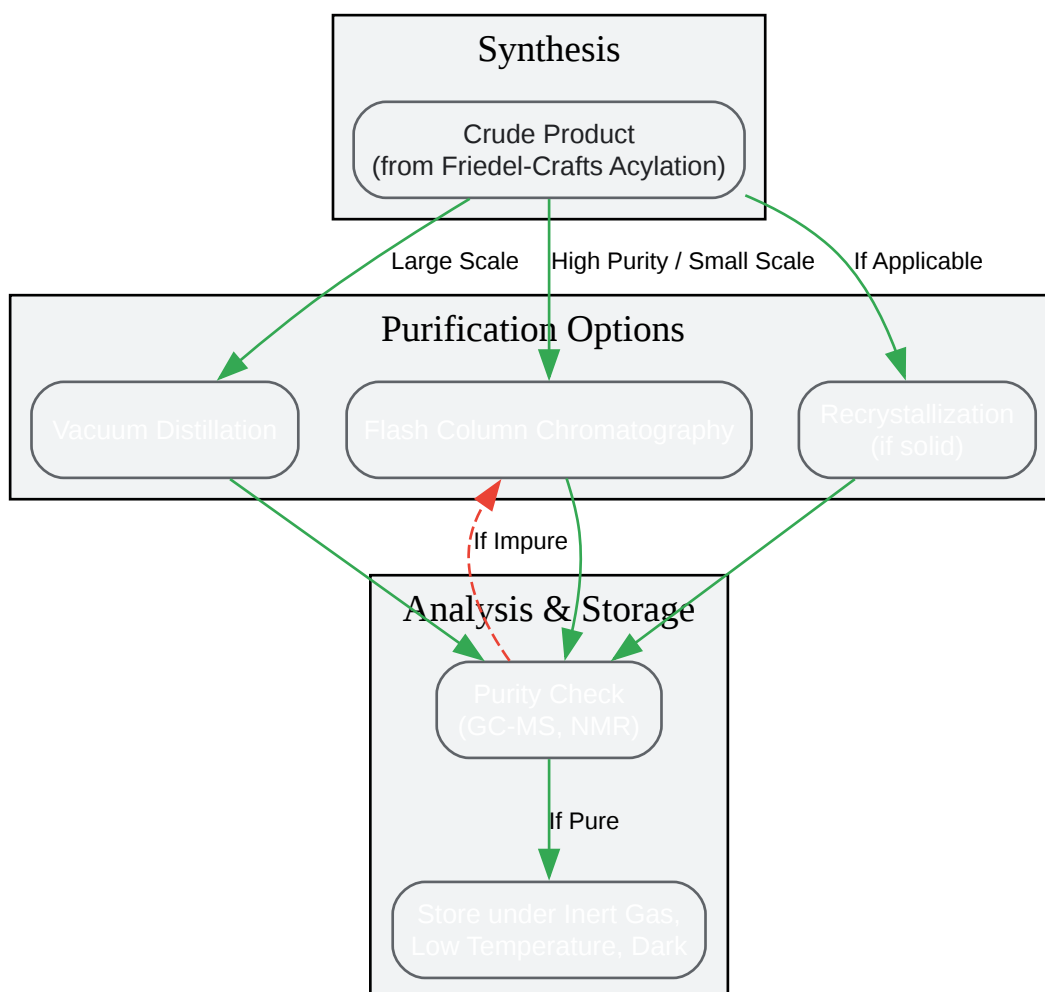 Synthesis
Crude Product
(from Friedel-Crafts Acylation)
Large Scale
High Purity / Small Scale
If Applicable
Purification Options
Vacuum Distillation
Flash Column Chromatography
Recrystallization
(if solid)
If Impure
Analysis & Storage
Purity Check
(GC-MS, NMR)
If Pure
Store under Inert Gas,
Low Temperature, Dark